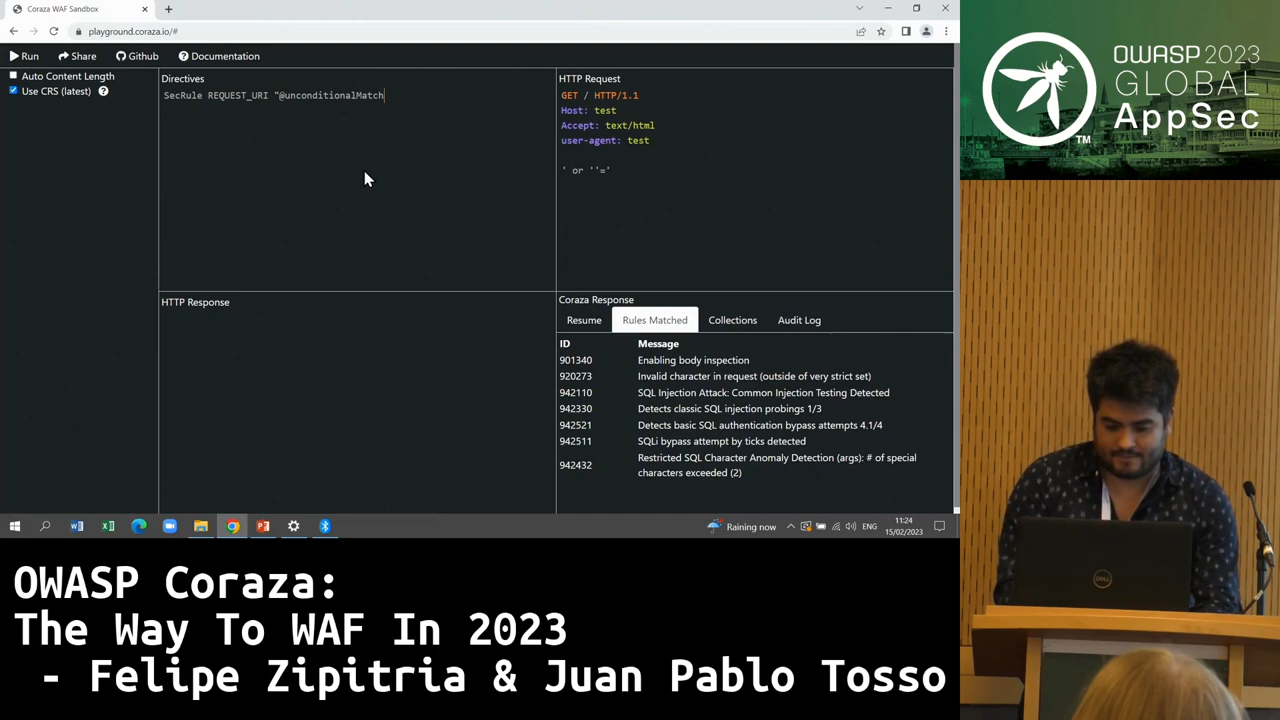 Coraza WAF Sandbox
playground.coraza.io/#
Run Share Github Documentation
Auto Content Length
Use CRS (latest)
Directives
SecRule REQUEST_URI "@unconditionalMatch
HTTP Request
GET / HTTP/1.1
Host: test
Accept: text/html
user-agent: test
' or ''='
HTTP Response
Coraza Response
Resume Rules Matched Collections Audit Log
ID Message
901340 Enabling body inspection
920273 Invalid character in request (outside of very strict set)
942110 SQL Injection Attack: Common Injection Testing Detected
942330 Detects classic SQL injection probings 1/3
942521 Detects basic SQL authentication bypass attempts 4.1/4
942511 SQLi bypass attempt by ticks detected
942432 Restricted SQL Character Anomaly Detection (args): # of special
characters exceeded (2)
Raining now ENG 11:24
15/02/2023
OWASP 2023
GLOBAL
AppSec
TM
DELL
OWASP Coraza:
The Way To WAF In 2023
- Felipe Zipitria & Juan Pablo Tosso